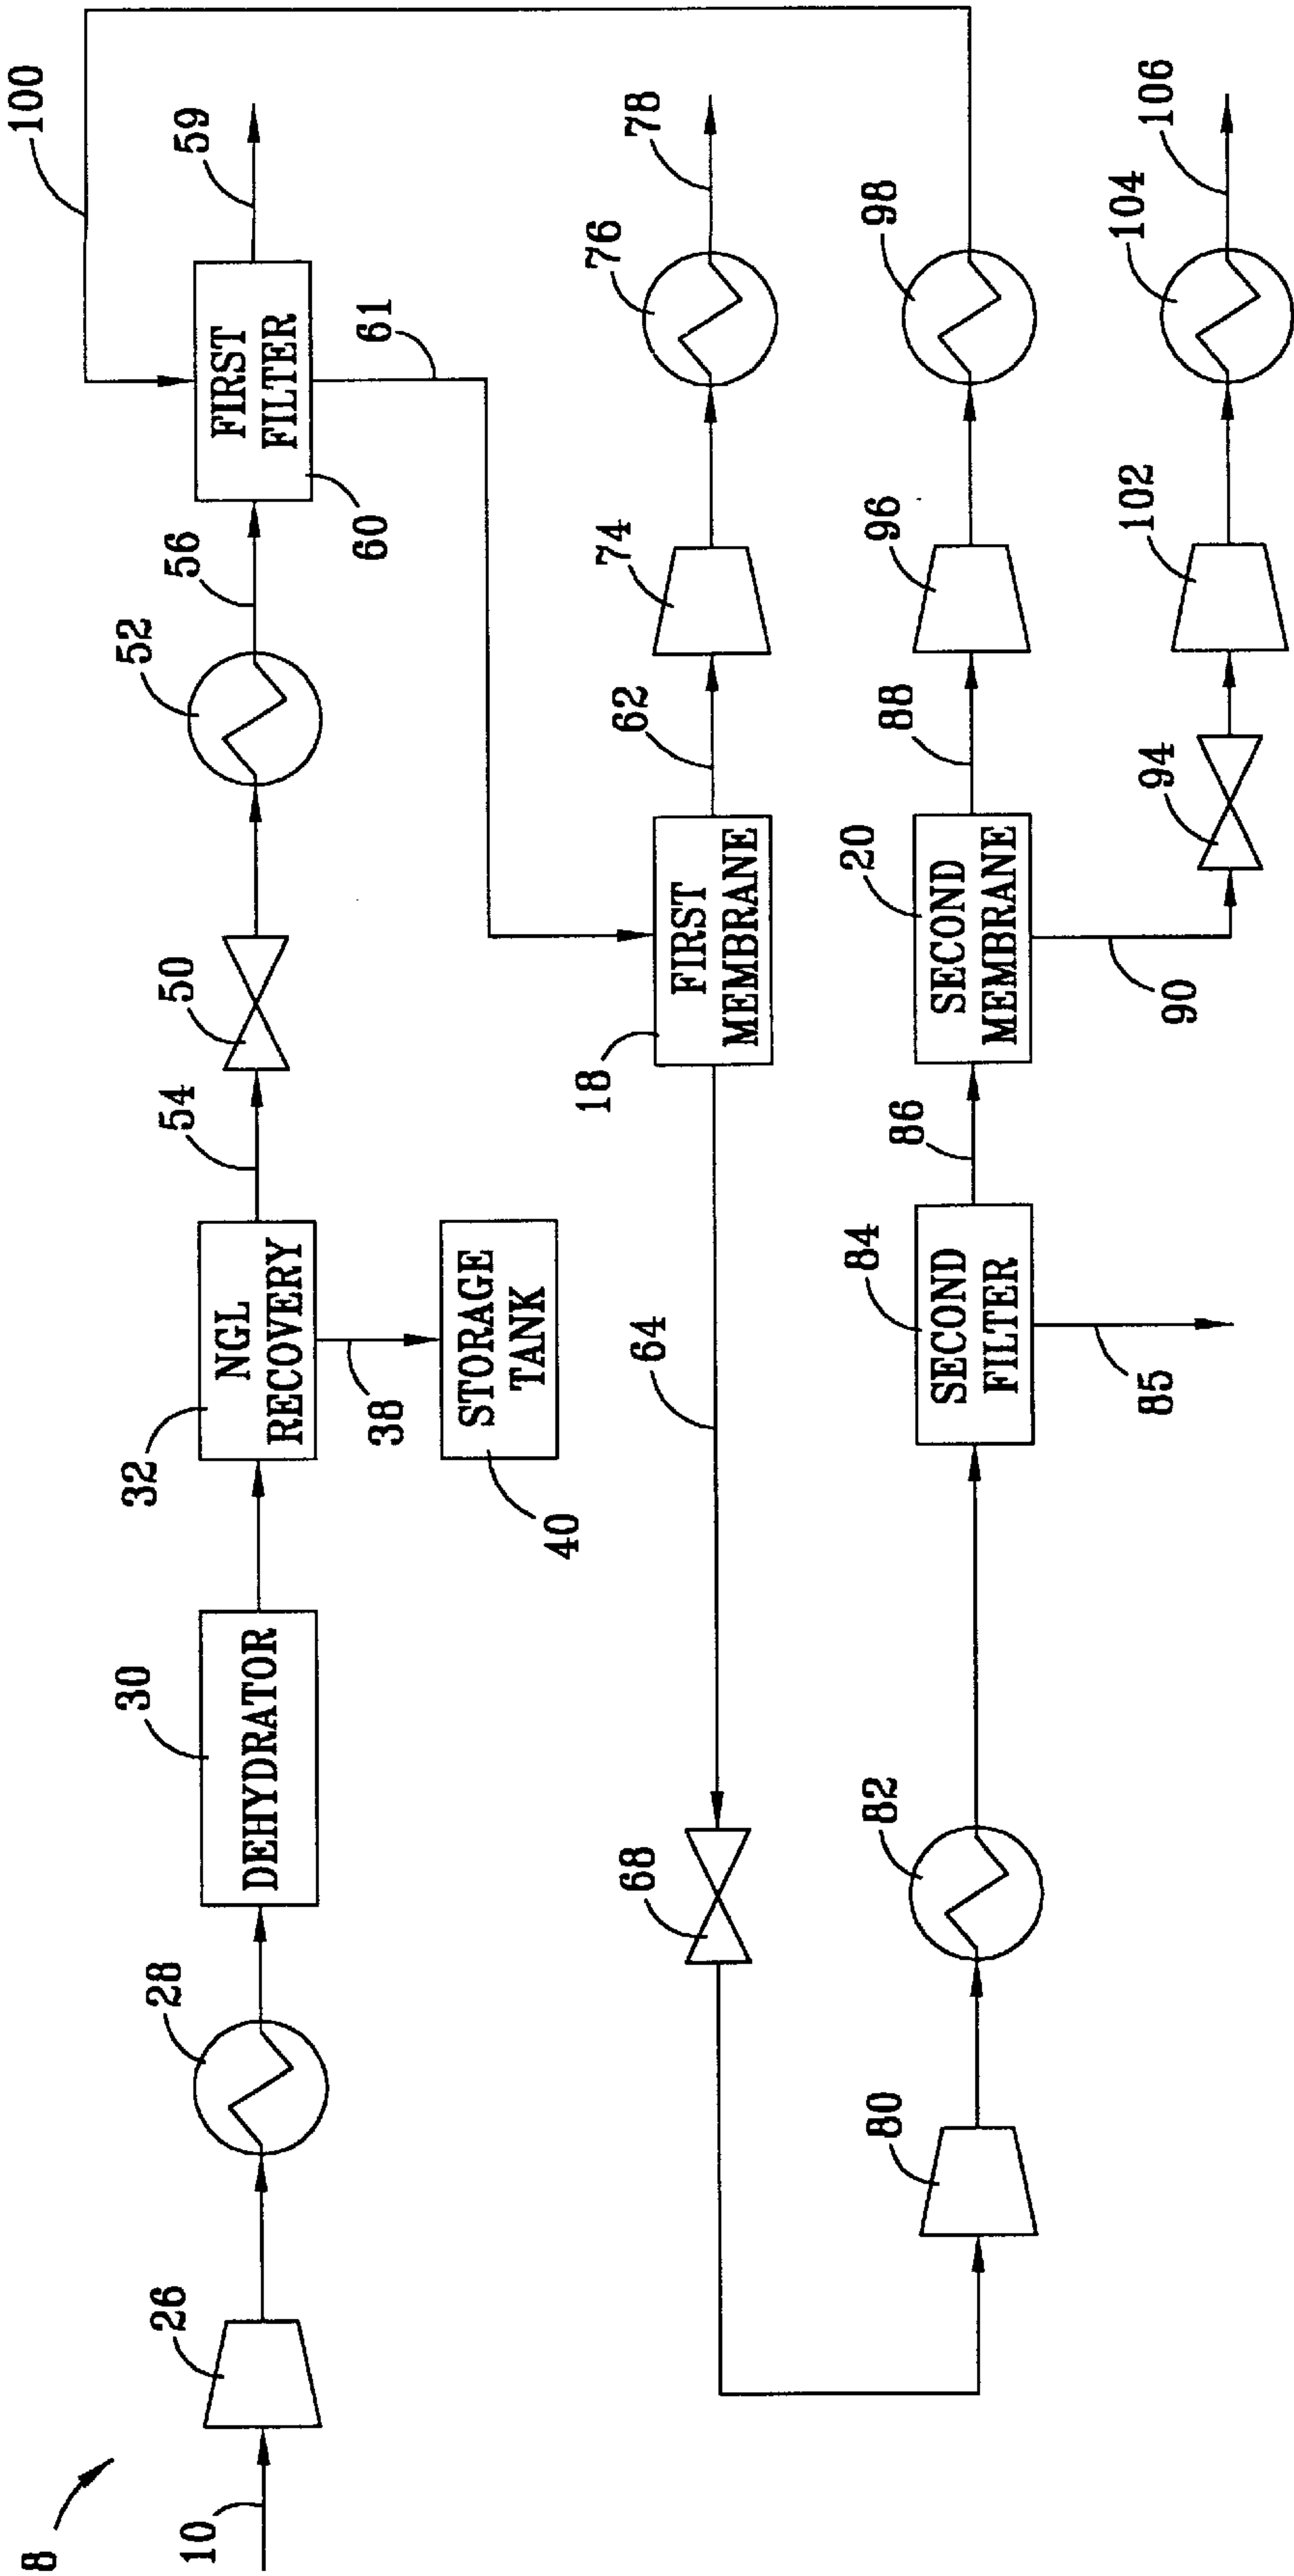 8
10
26
28
30
DEHYDRATOR
32
NGL
RECOVERY
38
STORAGE
TANK
40
54
50
52
56
FIRST
FILTER
60
59
100
61
FIRST
MEMBRANE
18
62
74
76
78
64
68
80
82
SECOND
FILTER
84
85
86
SECOND
MEMBRANE
20
88
96
98
90
94
102
104
106